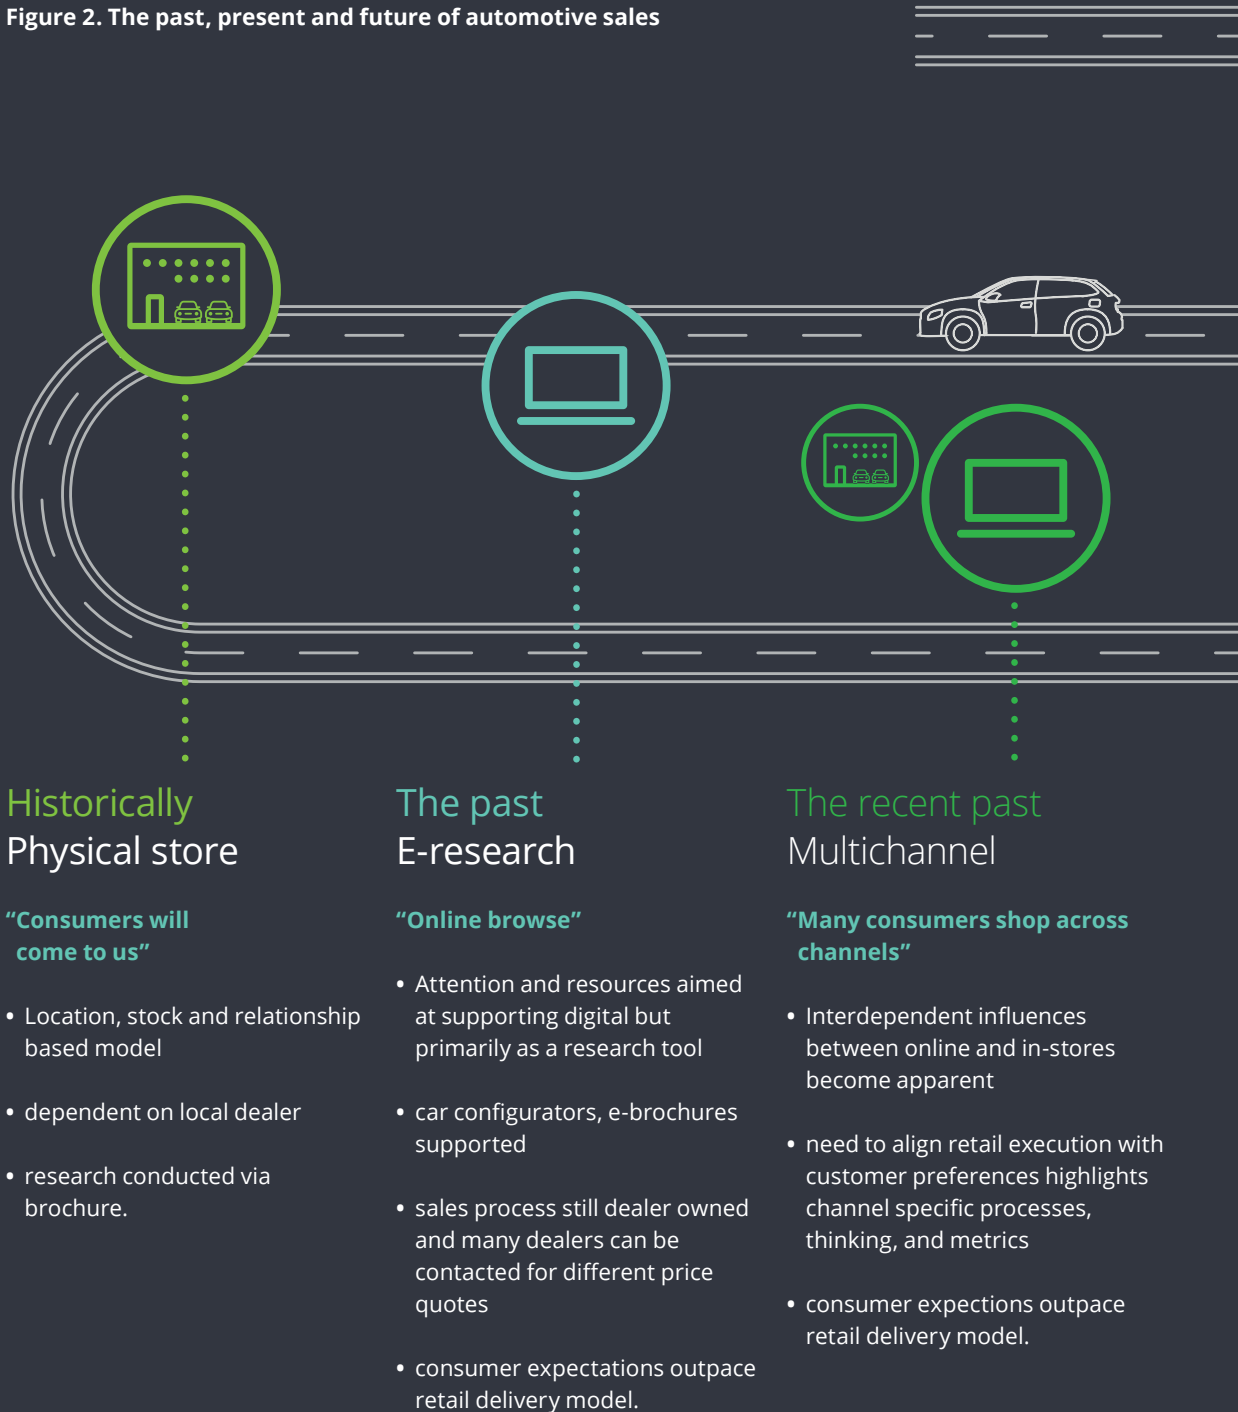 Figure 2. The past, present and future of automotive sales
Historically
Physical store
“Consumers will
come to us”
• Location, stock and relationship
based model
• dependent on local dealer
• research conducted via
brochure.
The past
E-research
“Online browse”
• Attention and resources aimed
at supporting digital but
primarily as a research tool
• car configurators, e-brochures
supported
• sales process still dealer owned
and many dealers can be
contacted for different price
quotes
• consumer expectations outpace
retail delivery model.
The recent past
Multichannel
“Many consumers shop across
channels”
• Interdependent influences
between online and in-stores
become apparent
• need to align retail execution with
customer preferences highlights
channel specific processes,
thinking, and metrics
• consumer expections outpace
retail delivery model.